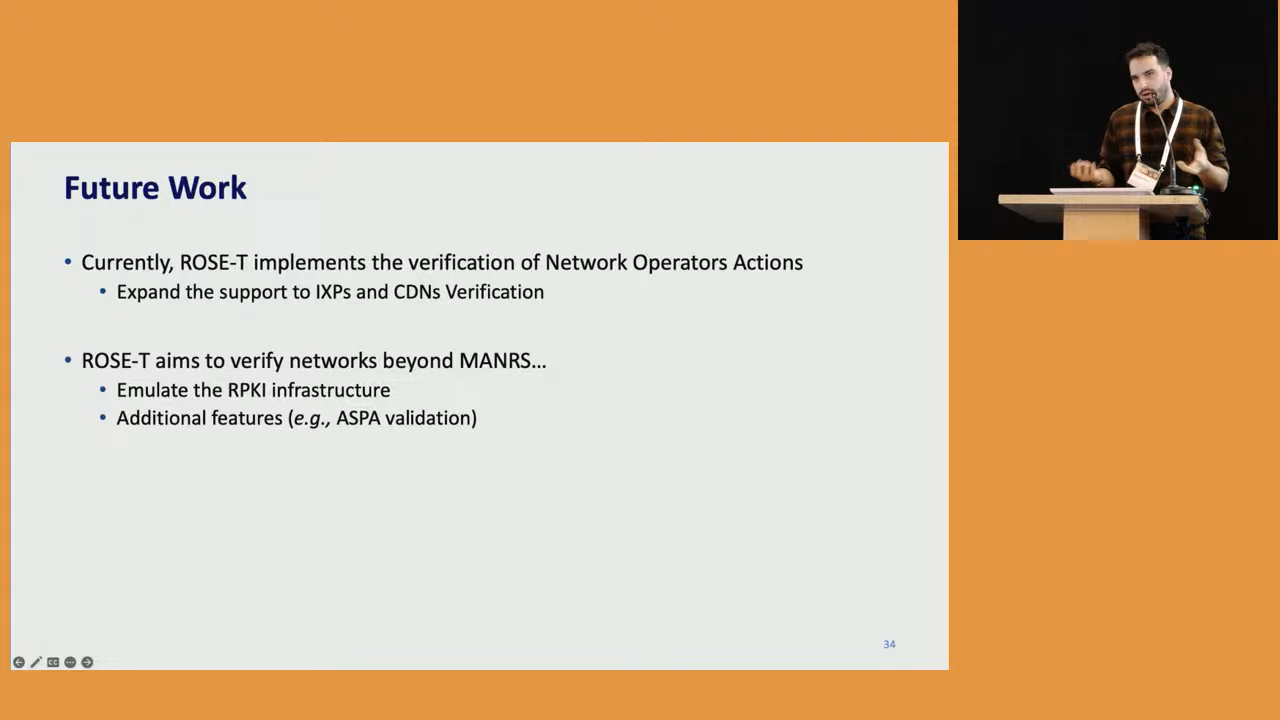 Future Work
• Currently, ROSE-T implements the verification of Network Operators Actions
• Expand the support to IXPs and CDNs Verification
• ROSE-T aims to verify networks beyond MANRS...
• Emulate the RPKI infrastructure
• Additional features (e.g., ASPA validation)
34